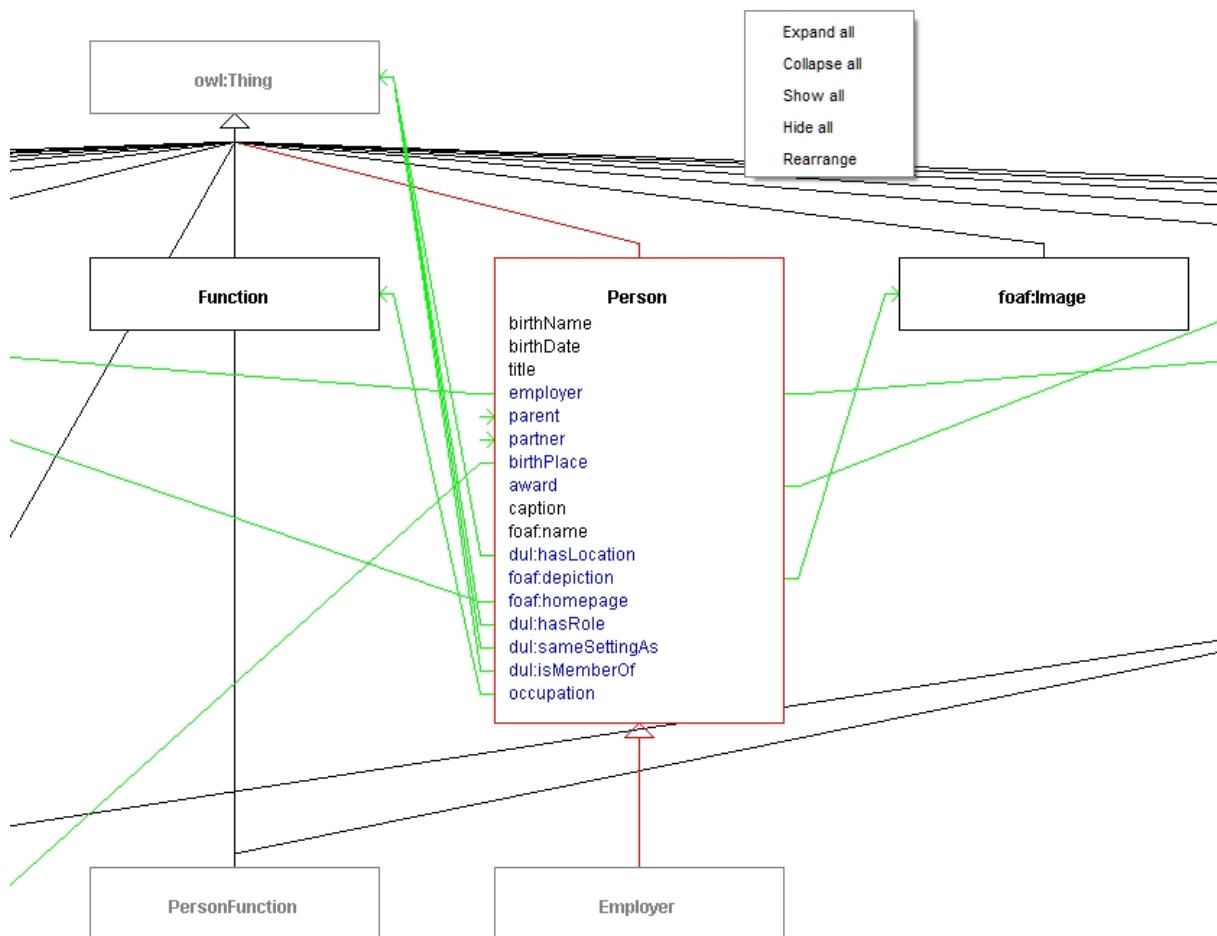 Expand all
Collapse all
Show all
Hide all
Rearrange
owl:Thing
Function
Person
foaf:Image
birthName
birthDate
title
employer
parent
partner
birthPlace
award
caption
foaf:name
dul:hasLocation
foaf:depiction
foaf:homepage
dul:hasRole
dul:sameSettingAs
dul:isMemberOf
occupation
PersonFunction
Employer